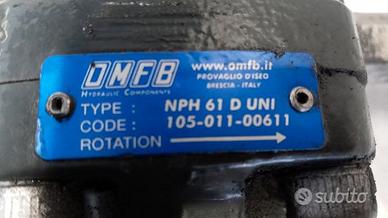 OMFB
HYDRAULIC COMPONENTS
www.omfb.it
PROVAGLIO D'ISEO
BRESCIA - ITALY
TYPE : NPH 61 D UNI
CODE : 105-011-00611
ROTATION
subito